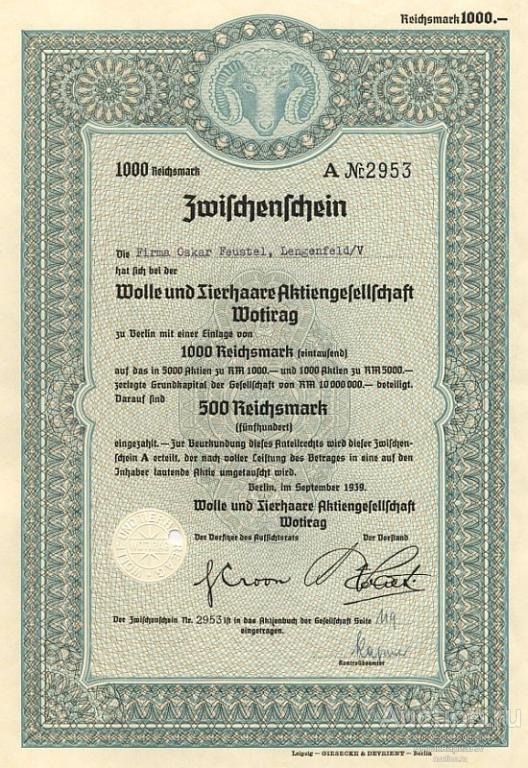 Reichsmark 1000.—
1000 Reichsmark A №2953
Zwischenschein
Die Firma Oskar Feustel, Lengenfeld/V
hat sich bei der
Wolle und Tierhaare Aktiengesellschaft
Wotirag
zu Berlin mit einer Einlage von
1000 Reichsmark (eintausend)
auf das in 5000 Aktien zu RM 1000.— und 1000 Aktien zu RM 5000.—
zerlegte Grundkapital der Gesellschaft von RM 10 000 000.— beteiligt.
Darauf sind
500 Reichsmark
(fünfhundert)
eingezahlt. — Zur Beurkundung dieses Anteilrechts wird dieser Zwischen-
schein A erteilt, der nach voller Leistung des Betrages in eine auf den
Inhaber lautende Aktie umgetauscht wird.
Berlin, im September 1939.
Wolle und Tierhaare Aktiengesellschaft
Wotirag
Der Vorsitzer des Aufsichtsrats Der Vorstand
Der Zwischenschein Nr. 2953 ist in das Aktienbuch der Gesellschaft Seite 119
eingetragen.
Kontrollbeamter
Leipzig — GIESECKE & DEVRIENT — Berlin